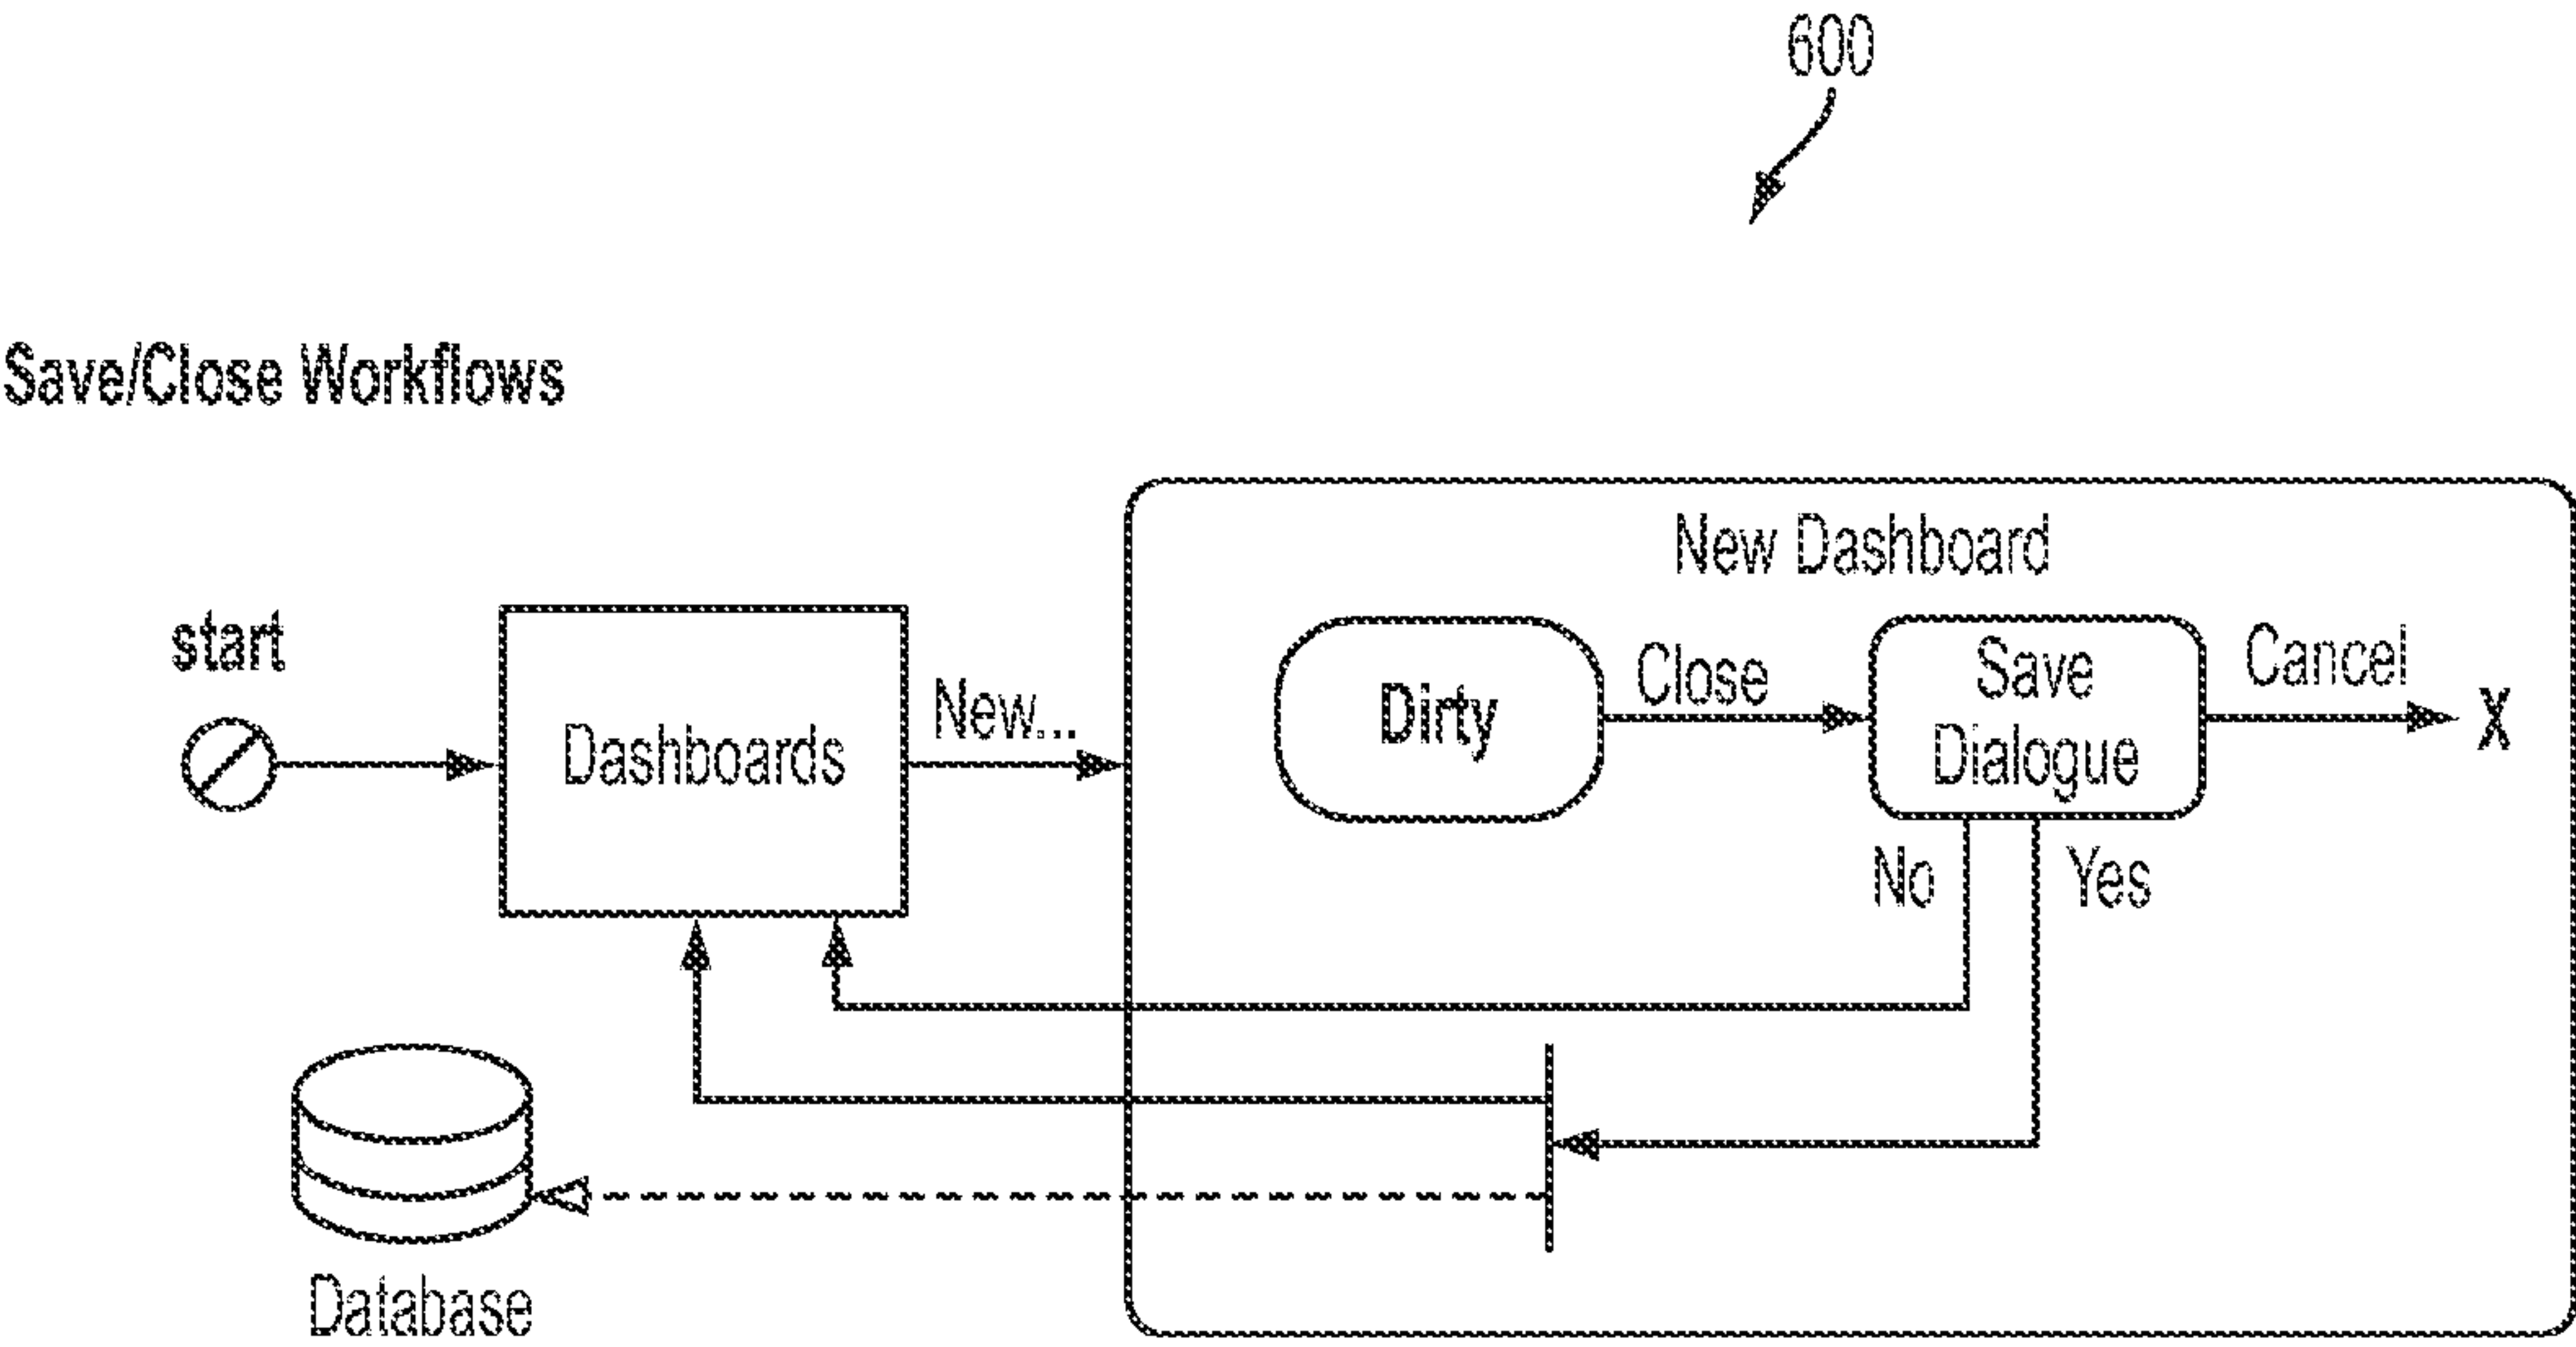 600
Save/Close Workflows
New Dashboard
start
Dashboards
New...
Dirty
Close
Save
Dialogue
Cancel
X
No
Yes
Database